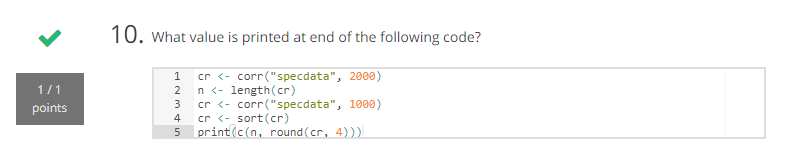 10. What value is printed at end of the following code?
1 / 1
points
1 cr <- corr("specdata", 2000)
2 n <- length(cr)
3 cr <- corr("specdata", 1000)
4 cr <- sort(cr)
5 print(c(n, round(cr, 4)))